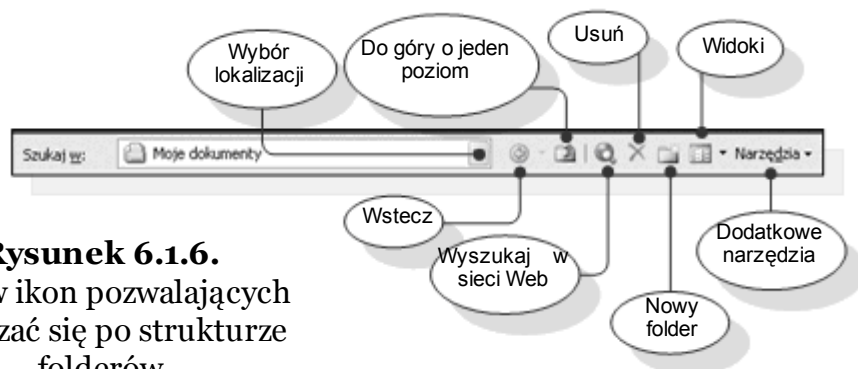 Wybór
lokalizacji
Do góry o jeden
poziom
Usuń
Widoki
Szukaj w:
Moje dokumenty
Narzędzia
Wstecz
Wyszukaj w
sieci Web
Nowy
folder
Dodatkowe
narzędzia
Rysunek 6.1.6.
ikon pozwalających
się po strukturze
folderów